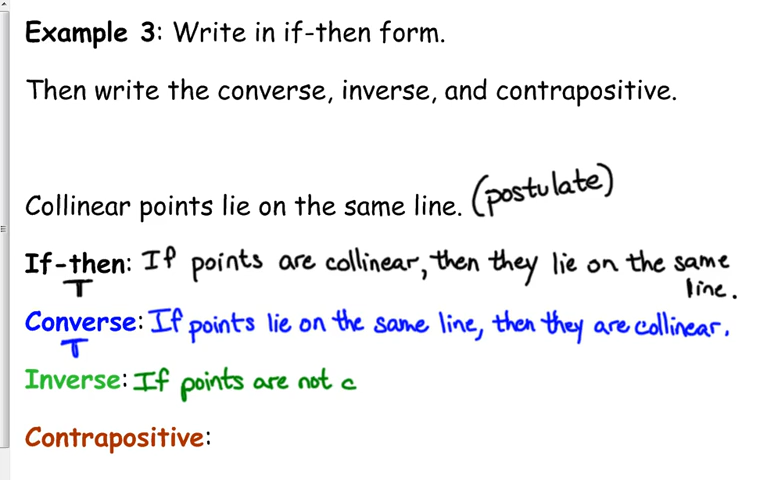 Example 3: Write in if-then form.
Then write the converse, inverse, and contrapositive.
Collinear points lie on the same line. (postulate)
If-then: If points are collinear, then they lie on the same
T line.
Converse: If points lie on the same line, then they are collinear.
T
Inverse: If points are not c
Contrapositive: